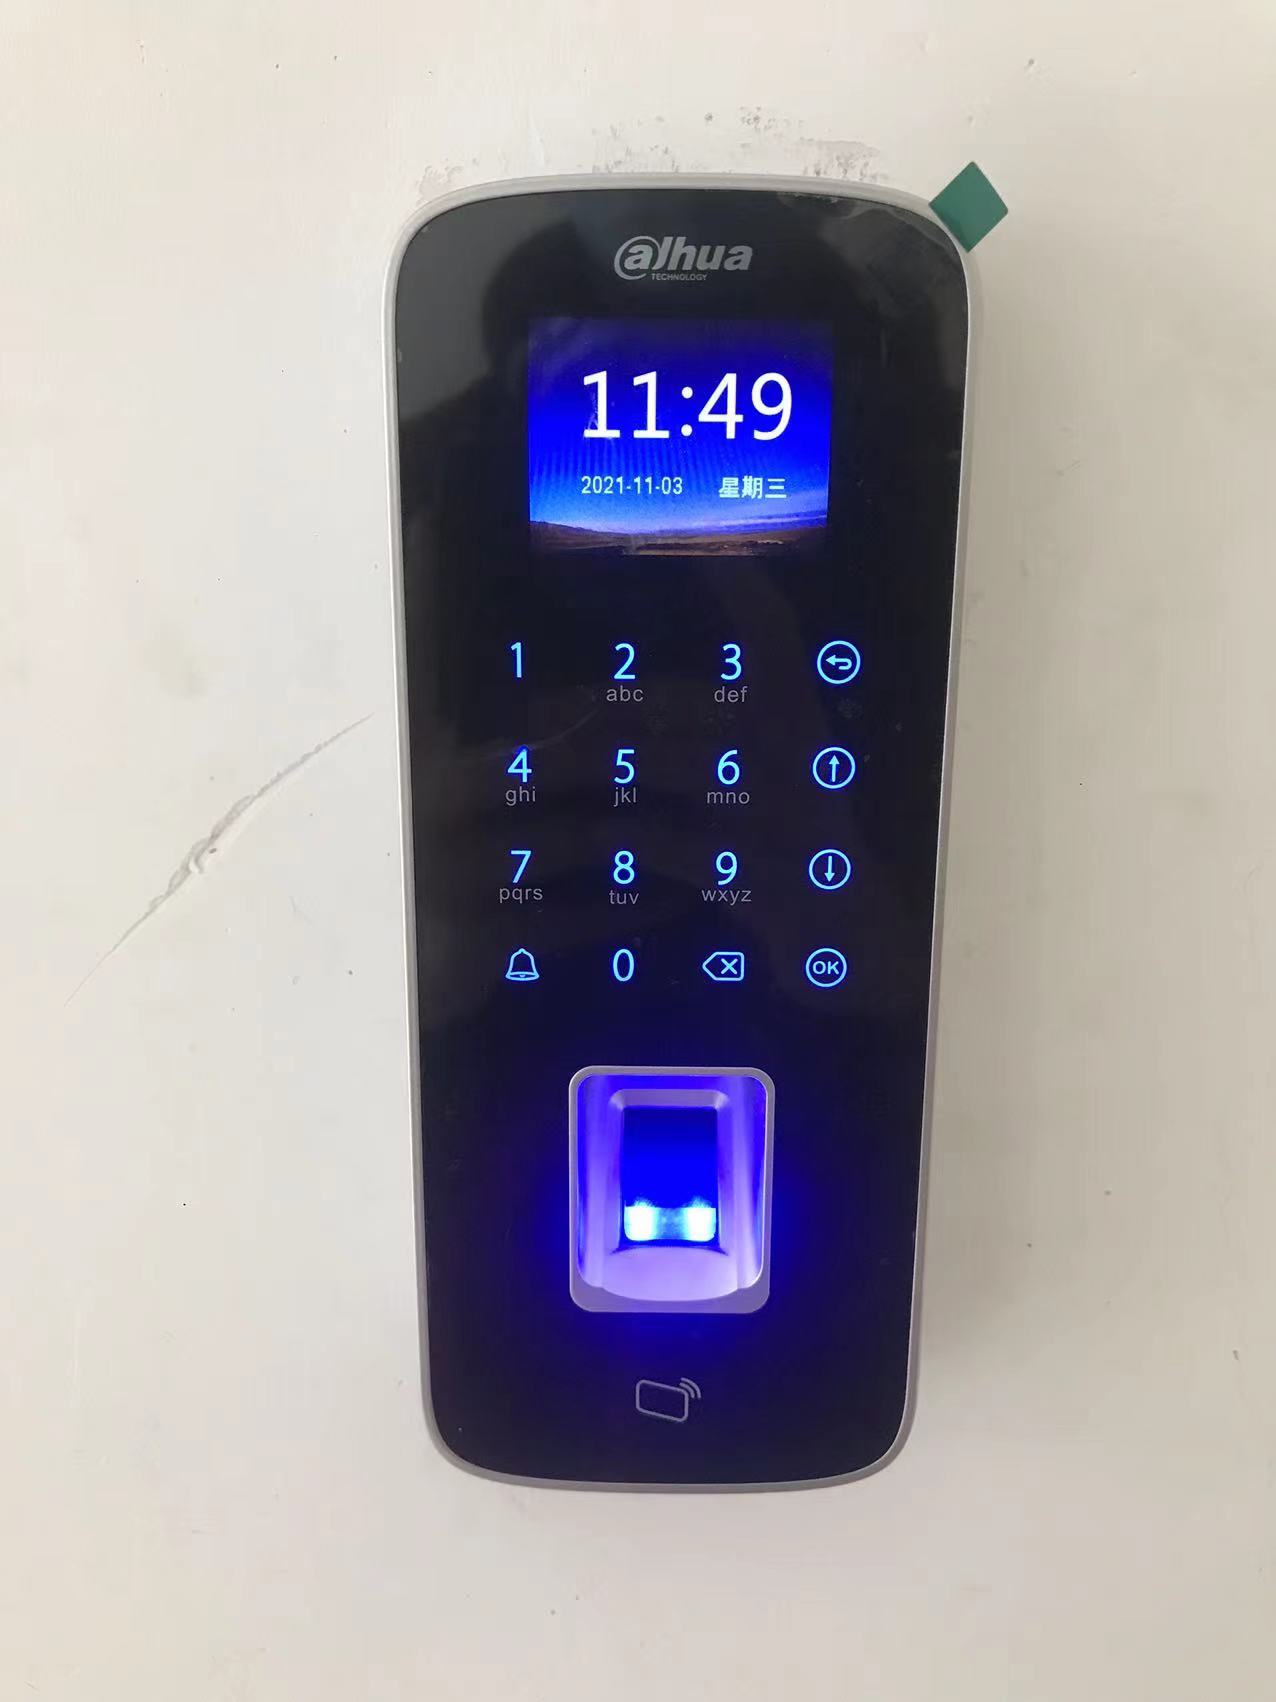 alhua
TECHNOLOGY
11:49
2021-11-03 星期三
1 2 3
abc def
4 5 6
ghi jkl mno
7 8 9
pqrs tuv wxyz
0 OK